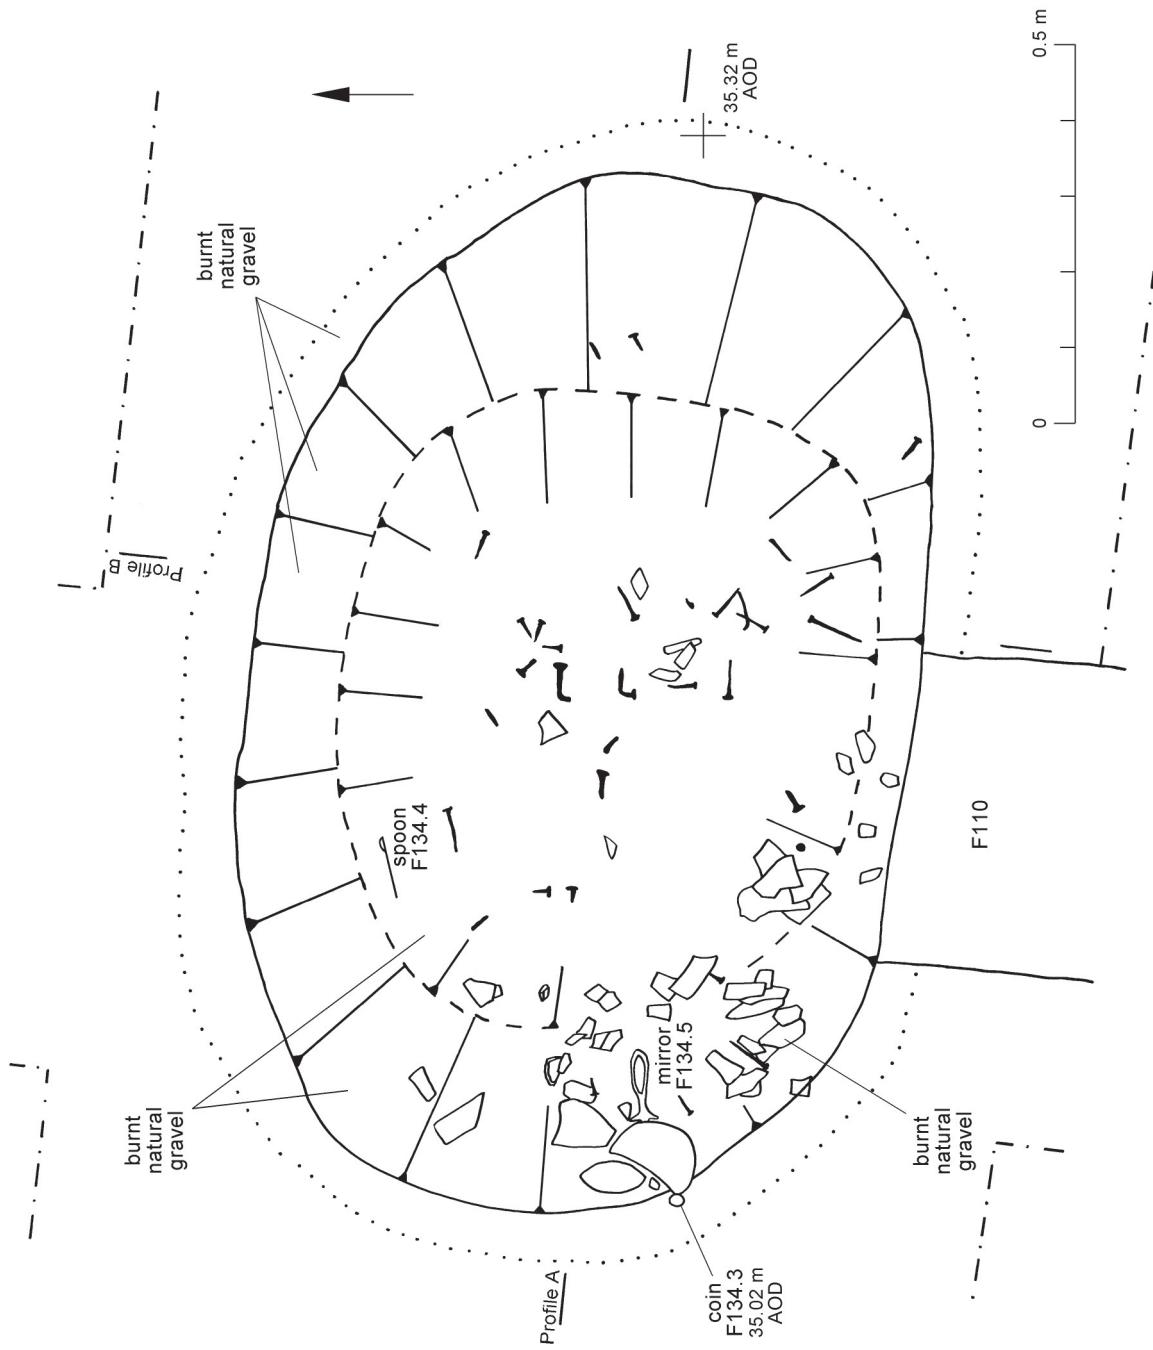 burnt
natural
gravel
35.32 m
AOD
0.5 m
0
Profile B
spoon
F134.4
F110
mirror
F134.5
burnt
natural
gravel
burnt
natural
gravel
Profile A
coin
F134.3
35.02 m
AOD